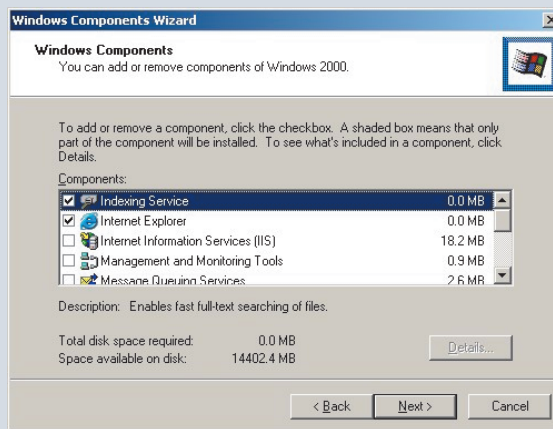 Windows Components Wizard
Windows Components
You can add or remove components of Windows 2000.
To add or remove a component, click the checkbox. A shaded box means that only
part of the component will be installed. To see what's included in a component, click
Details.
Components:
Indexing Service 0.0 MB
Internet Explorer 0.0 MB
Internet Information Services (IIS) 18.2 MB
Management and Monitoring Tools 0.9 MB
Message Queuing Services 2.6 MB
Description: Enables fast full-text searching of files.
Total disk space required: 0.0 MB
Space available on disk: 14402.4 MB
Details...
< Back Next > Cancel